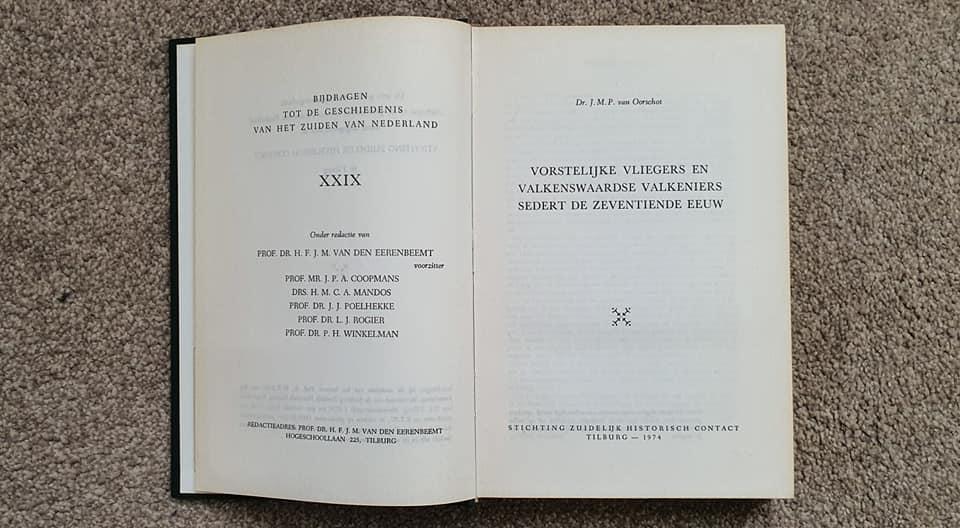 BIJDRAGEN
TOT DE GESCHIEDENIS
VAN HET ZUIDEN VAN NEDERLAND
XXIX
Onder redactie van
PROF. DR. H. F. J. M. VAN DEN EERENBEEMT
voorzitter
PROF. MR. J. P. A. COOPMANS
DRS. H. M. C. A. MANDOS
PROF. DR. J. J. POELHEKKE
PROF. DR. L. J. ROGIER
PROF. DR. P. H. WINKELMAN
REDACTIEADRES: PROF. DR. H. F. J. M. VAN DEN EERENBEEMT
HOGESCHOOLLAAN 225, TILBURG
Dr. J. M. P. van Oorschot
VORSTELIJKE VLIEGERS EN
VALKENSWAARDSE VALKENIERS
SEDERT DE ZEVENTIENDE EEUW
STICHTING ZUIDELIJK HISTORISCH CONTACT
TILBURG — 1974